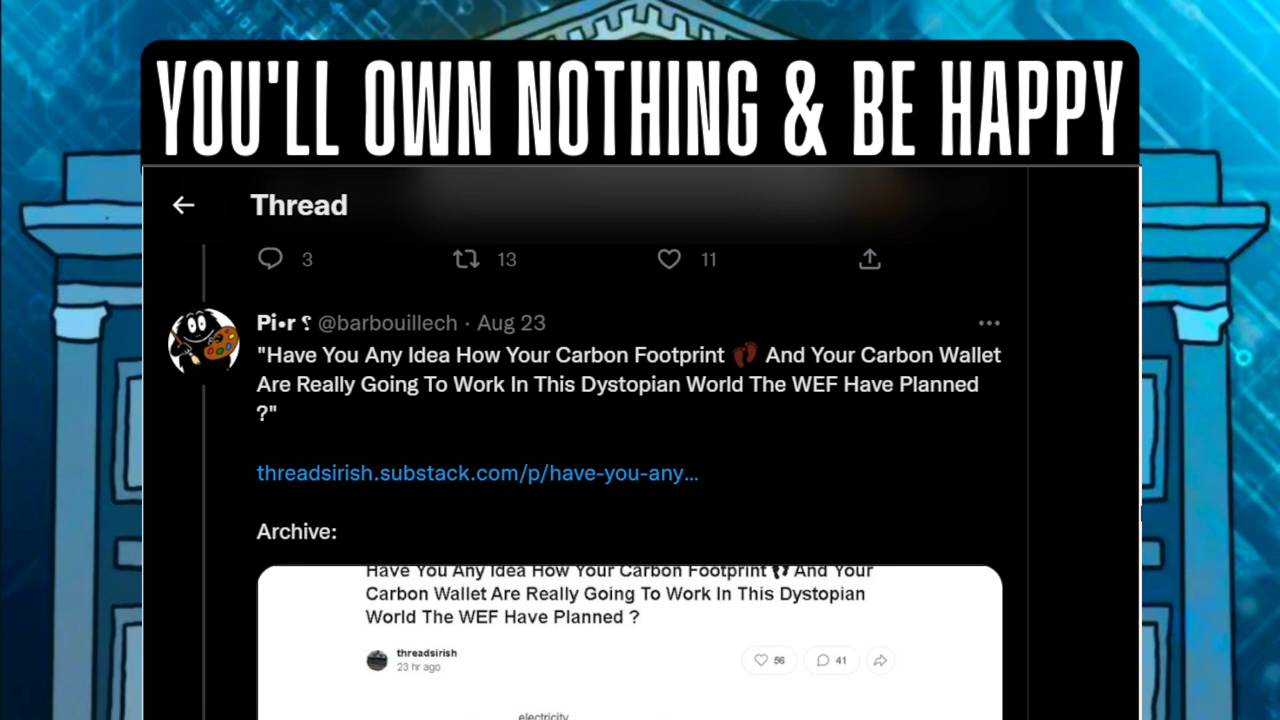 YOU'LL OWN NOTHING & BE HAPPY
Thread
3 13 11
Pi•r ⸮ @barbouillech · Aug 23
"Have You Any Idea How Your Carbon Footprint 👣 And Your Carbon Wallet
Are Really Going To Work In This Dystopian World The WEF Have Planned
?"
threadsirish.substack.com/p/have-you-any...
Archive:
Have You Any Idea How Your Carbon Footprint 👣 And Your
Carbon Wallet Are Really Going To Work In This Dystopian
World The WEF Have Planned ?
threadsirish
23 hr ago
56 41
electricity